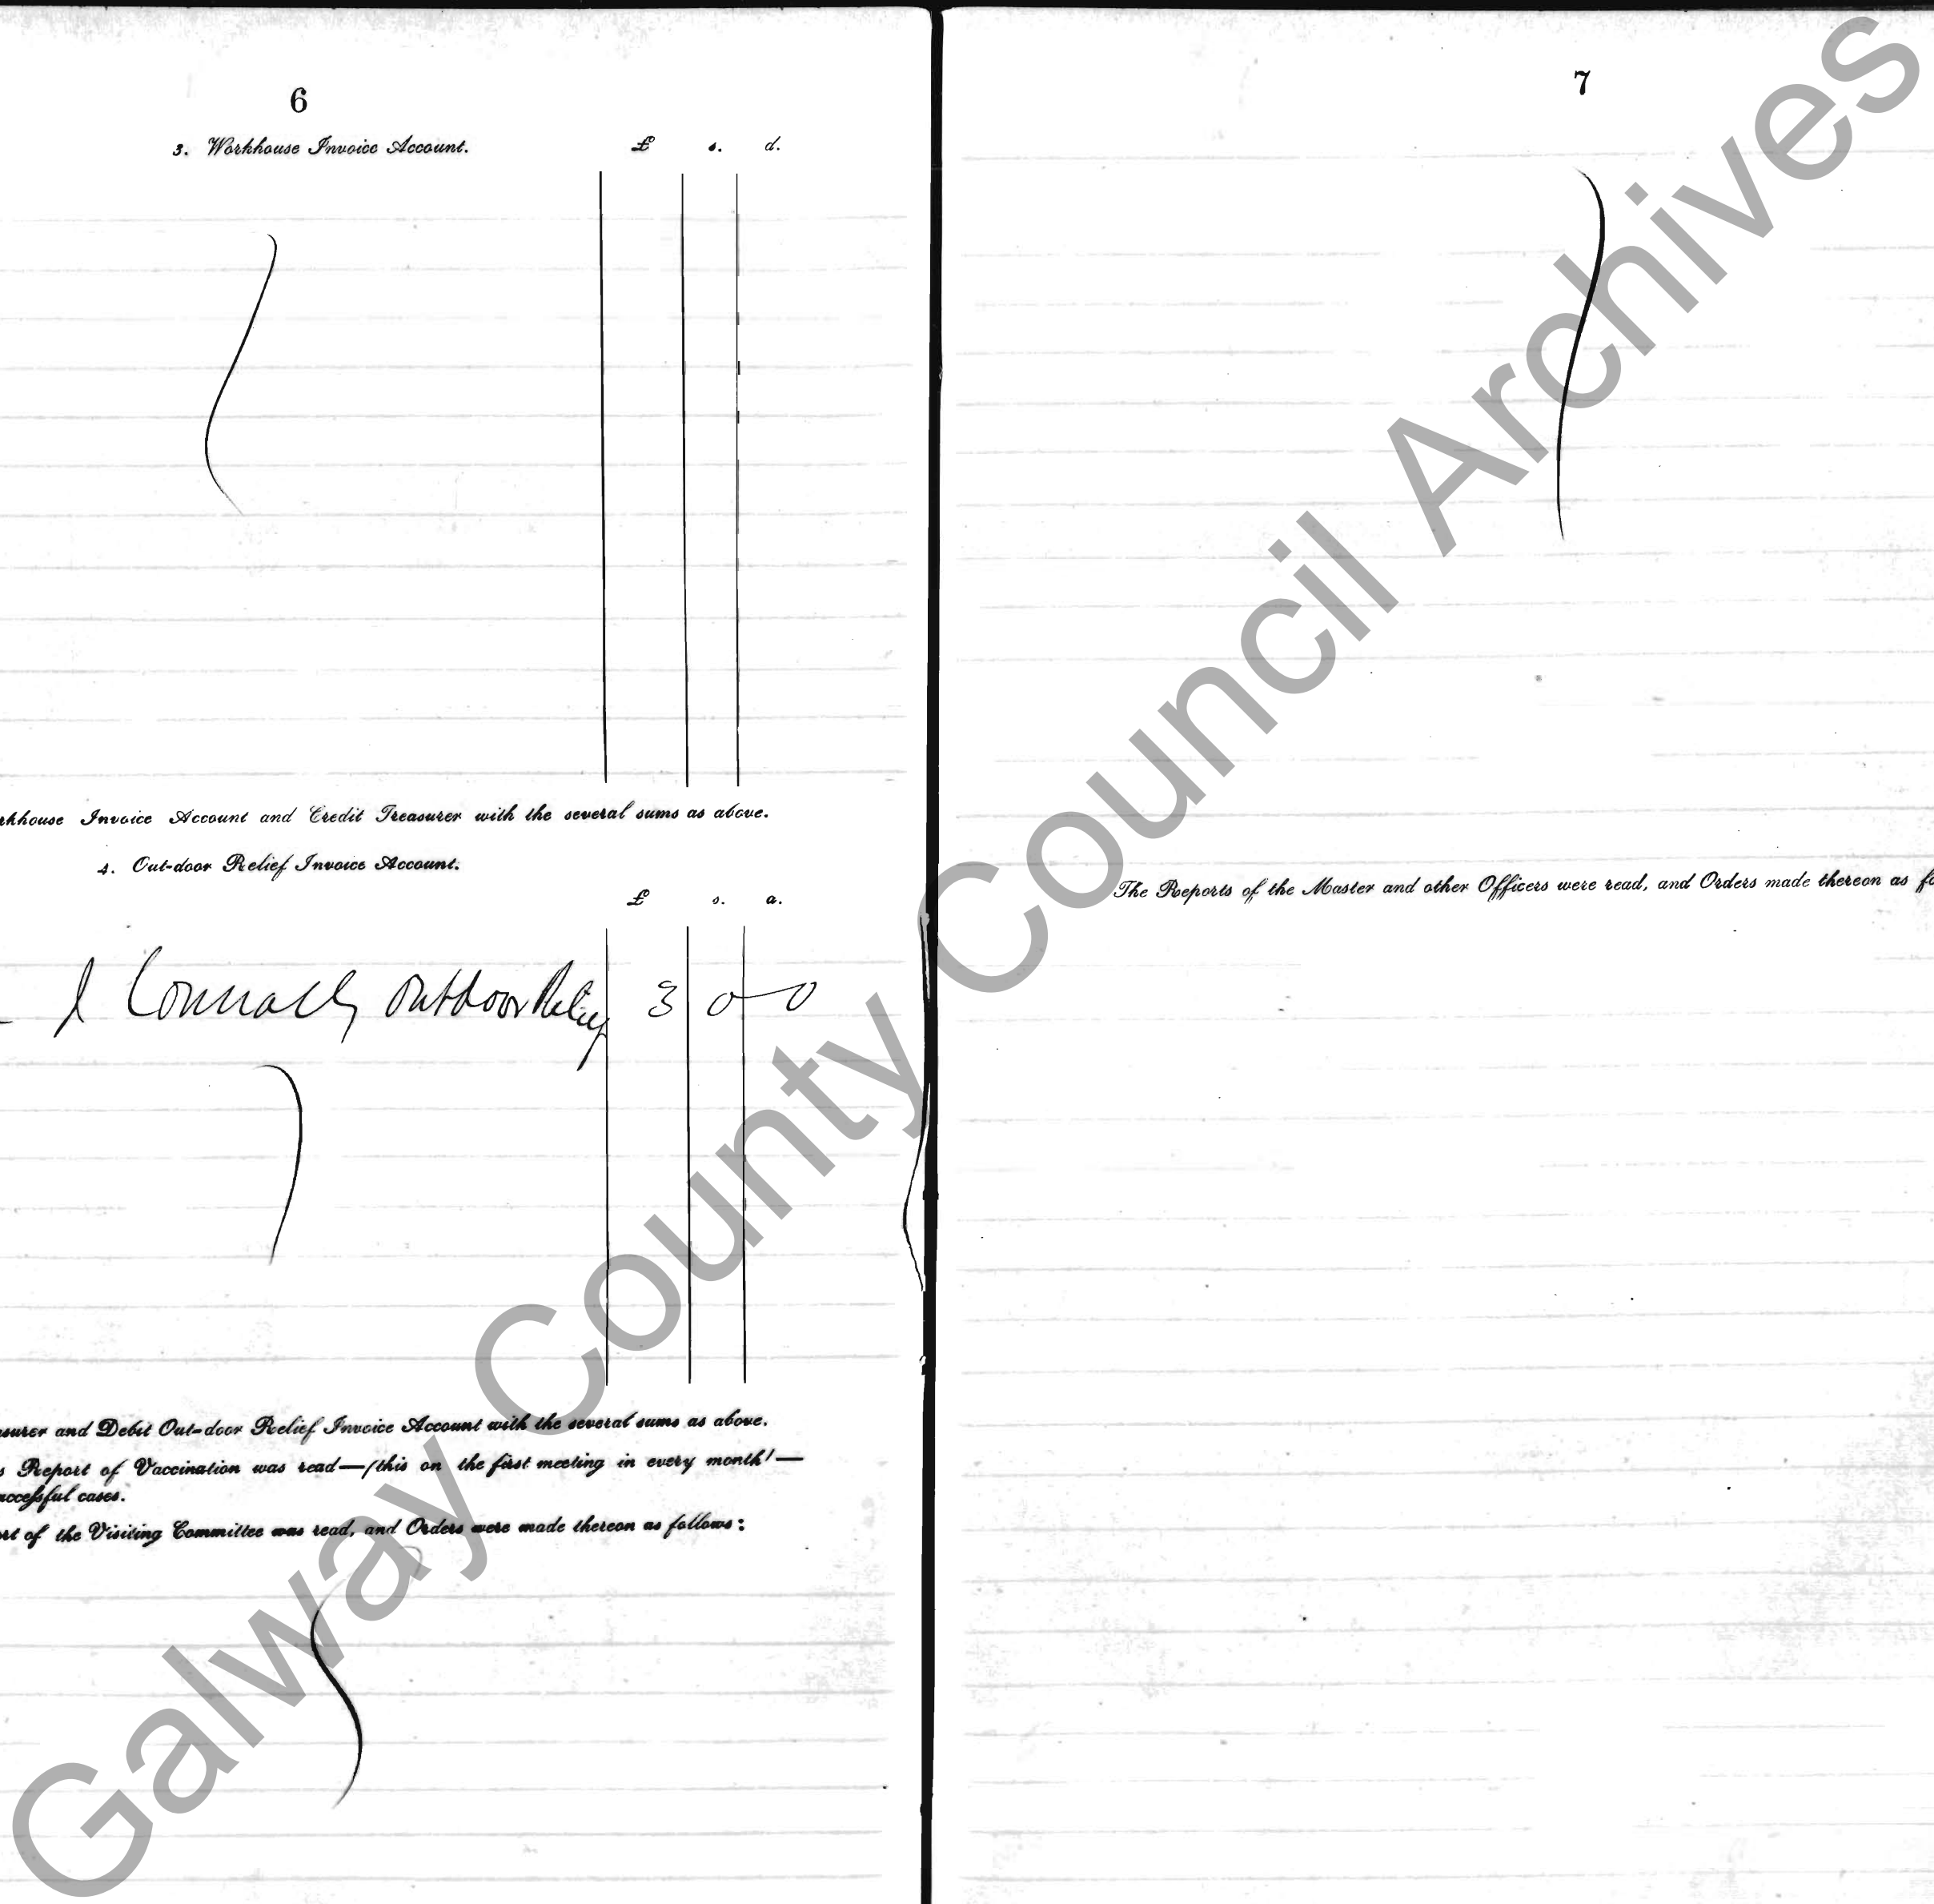 6
3. Workhouse Invoice Account. £ s. d.
rkhouse Invoice Account and Credit Treasurer with the several sums as above.
4. Out-door Relief Invoice Account.
£ s. d.
Connolly Outdoor Relief 3 0 0
surer and Debit Out-door Relief Invoice Account with the several sums as above.
s Report of Vaccination was read—(this on the first meeting in every month)—
uccessful cases.
ort of the Visiting Committee was read, and Orders were made thereon as follows:
7
The Reports of the Master and other Officers were read, and Orders made thereon as fo
Galway County Council Archives